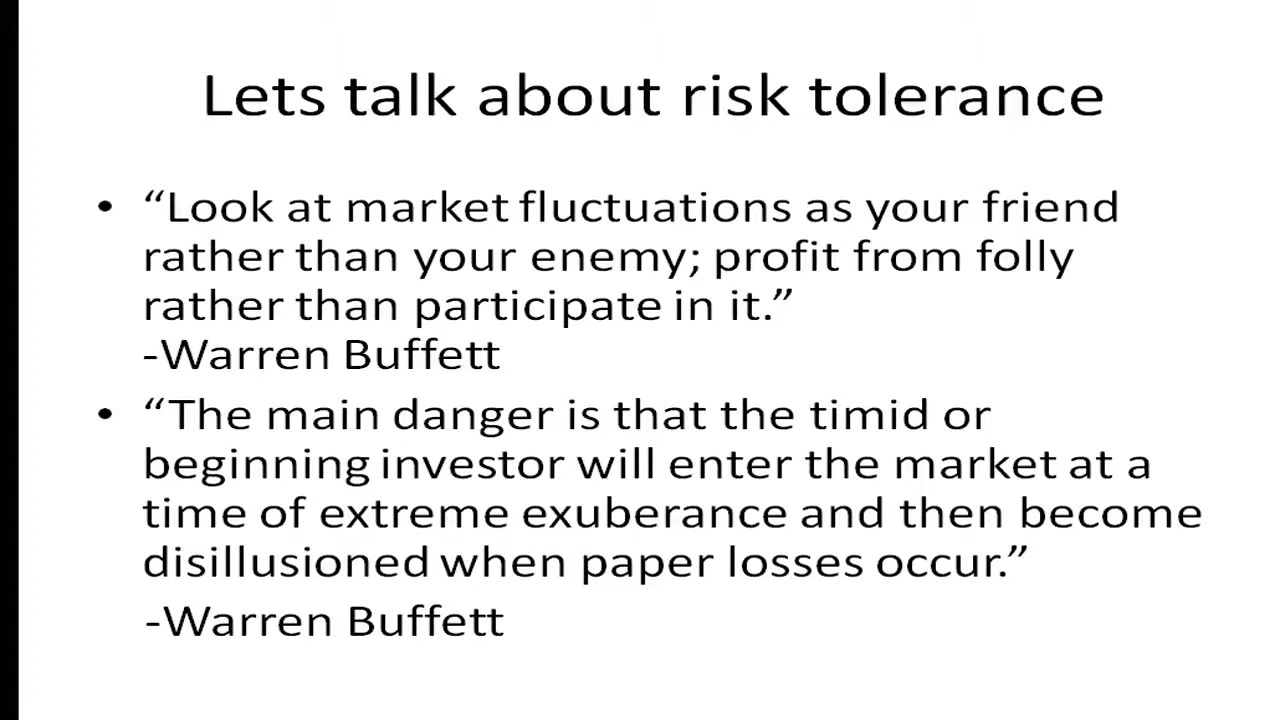 Lets talk about risk tolerance
• “Look at market fluctuations as your friend
rather than your enemy; profit from folly
rather than participate in it.”
-Warren Buffett
• “The main danger is that the timid or
beginning investor will enter the market at a
time of extreme exuberance and then become
disillusioned when paper losses occur.”
-Warren Buffett